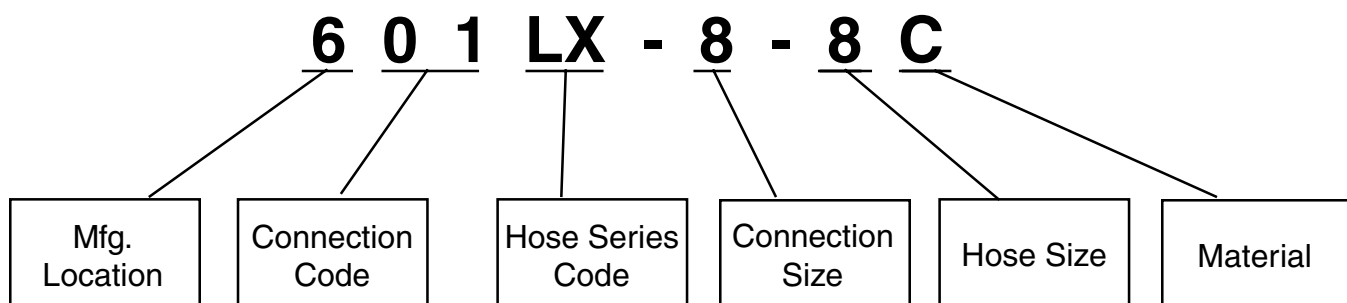 6 0 1 LX - 8 - 8 C
Mfg.
Location
Connection
Code
Hose Series
Code
Connection
Size
Hose Size
Material